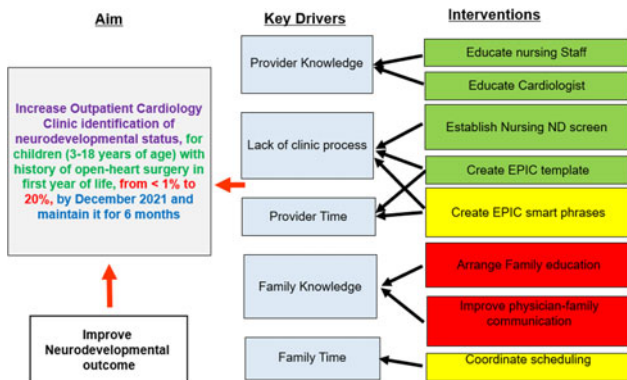 Aim
Key Drivers
Interventions
Increase Outpatient Cardiology
Clinic identification of
neurodevelopmental status, for
children (3-18 years of age) with
history of open-heart surgery in
first year of life, from < 1% to
20%, by December 2021 and
maintain it for 6 months
Improve
Neurodevelopmental
outcome
Provider Knowledge
Lack of clinic process
Provider Time
Family Knowledge
Family Time
Educate nursing Staff
Educate Cardiologist
Establish Nursing ND screen
Create EPIC template
Create EPIC smart phrases
Arrange Family education
Improve physician-family
communication
Coordinate scheduling